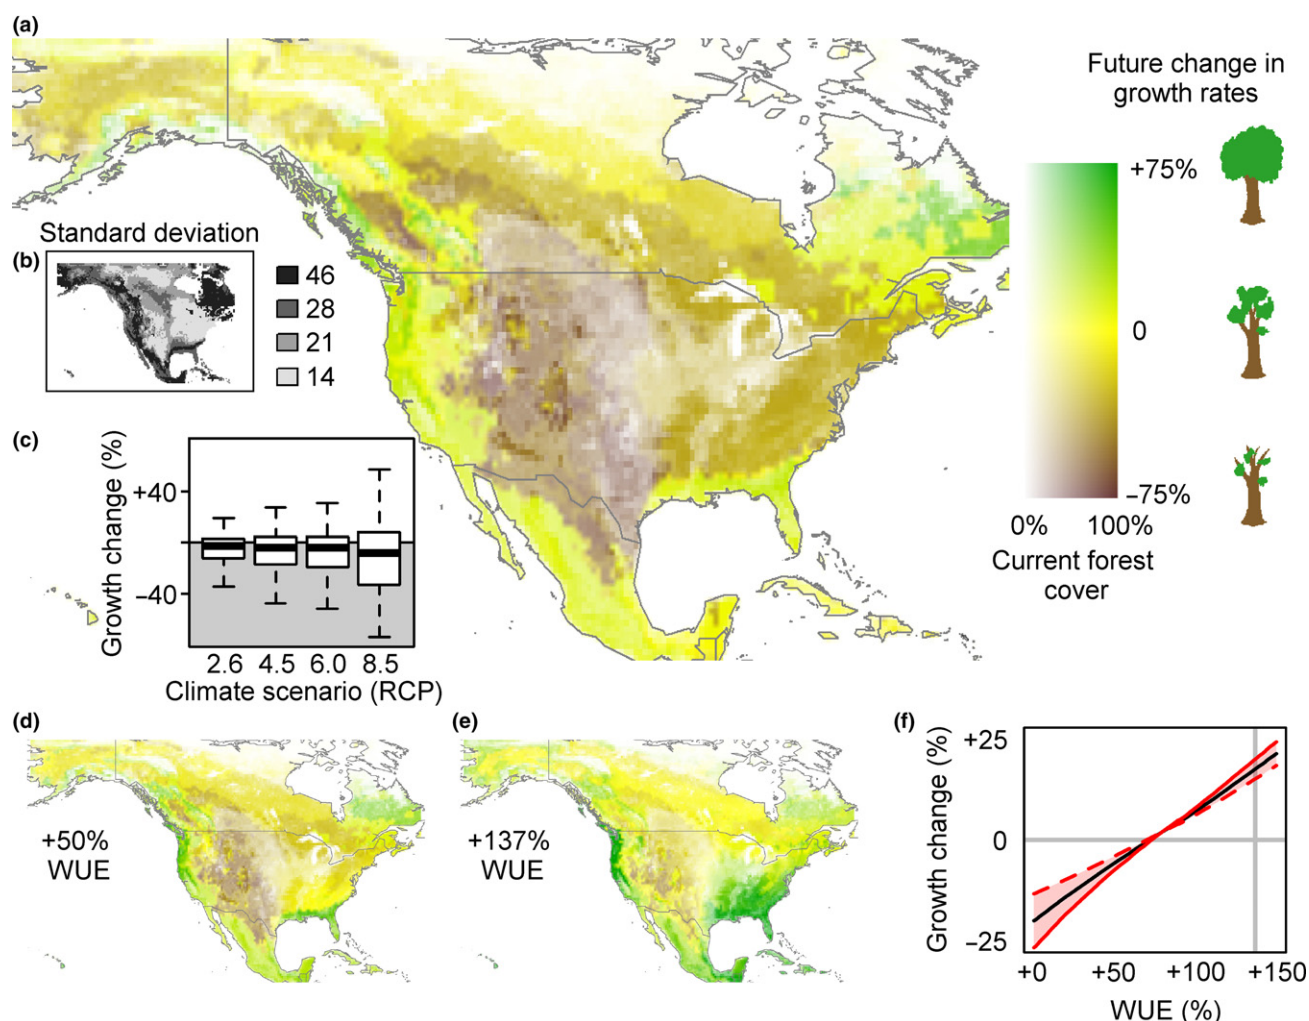 (a)
Future change in
growth rates
+75%
0
−75%
0% 100%
Current forest
cover
Standard deviation
(b)
46
28
21
14
(c)
Growth change (%)
+40
−40
2.6 4.5 6.0 8.5
Climate scenario (RCP)
(d)
+50%
WUE
(e)
+137%
WUE
(f)
Growth change (%)
+25
0
−25
+0 +50 +100 +150
WUE (%)